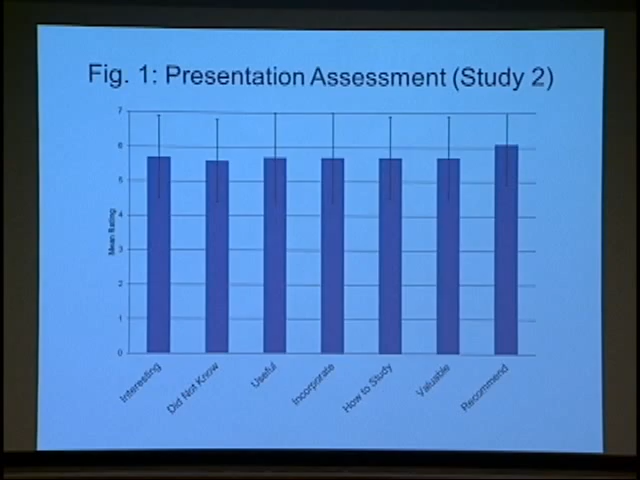 Fig. 1: Presentation Assessment (Study 2)
7
6
5
4
3
2
1
0
Mean Rating
Interesting
Did Not Know
Useful
Incorporate
How to Study
Valuable
Recommend